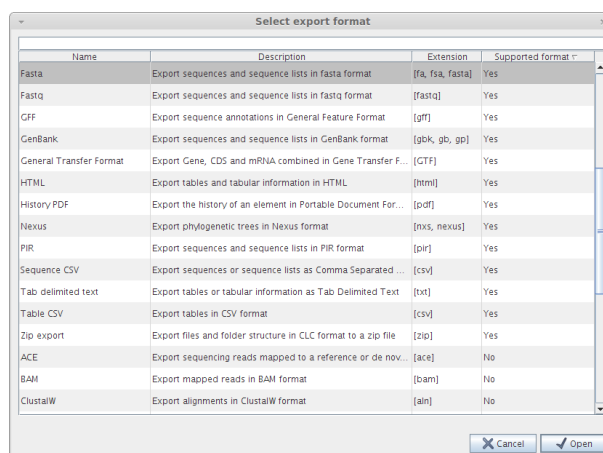 Select export format
Name Description Extension Supported format
Fasta Export sequences and sequence lists in fasta format [fa, fsa, fasta] Yes
Fastq Export sequences and sequence lists in fastq format [fastq] Yes
GFF Export sequence annotations in General Feature Format [gff] Yes
GenBank Export sequences and sequence lists in GenBank format [gbk, gb, gp] Yes
General Transfer Format Export Gene, CDS and mRNA combined in Gene Transfer F... [GTF] Yes
HTML Export tables and tabular information in HTML [html] Yes
History PDF Export the history of an element in Portable Document For... [pdf] Yes
Nexus Export phylogenetic trees in Nexus format [nxs, nexus] Yes
PIR Export sequences and sequence lists in PIR format [pir] Yes
Sequence CSV Export sequences or sequence lists as Comma Separated ... [csv] Yes
Tab delimited text Export tables or tabular information as Tab Delimited Text [txt] Yes
Table CSV Export tables in CSV format [csv] Yes
Zip export Export files and folder structure in CLC format to a zip file [zip] Yes
ACE Export sequencing reads mapped to a reference or de nov... [ace] No
BAM Export mapped reads in BAM format [bam] No
ClustalW Export alignments in ClustalW format [aln] No
Cancel Open